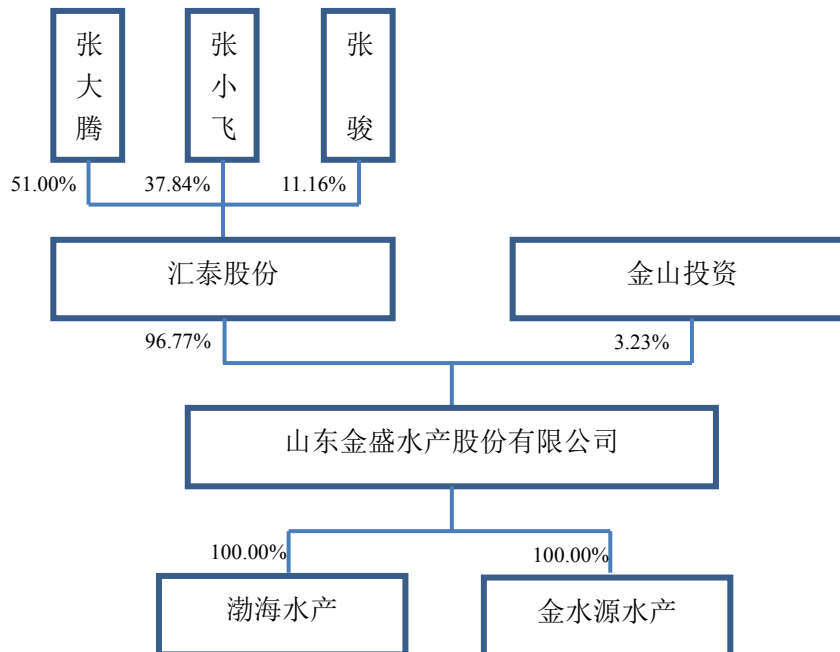 张大腾
张小飞
张 骏
51.00%
37.84%
11.16%
汇泰股份
金山投资
96.77%
3.23%
山东金盛水产股份有限公司
100.00%
100.00%
渤海水产
金水源水产